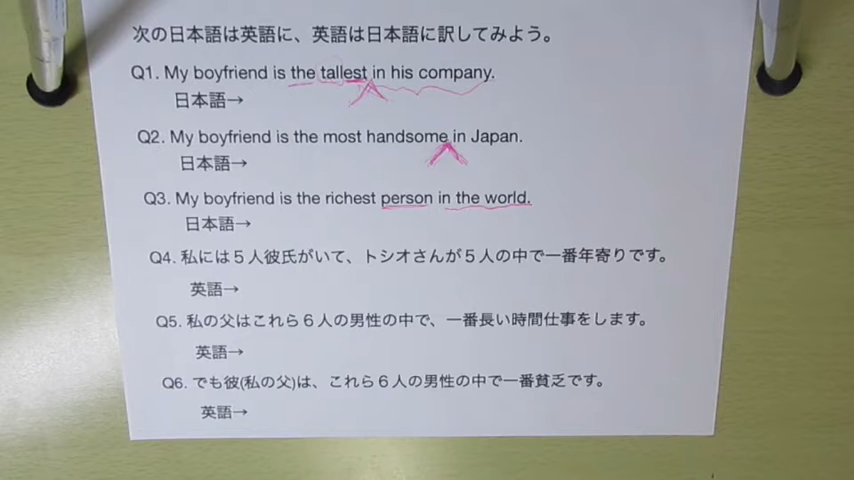 次の日本語は英語に、英語は日本語に訳してみよう。
Q1. My boyfriend is the tallest in his company.
日本語→
Q2. My boyfriend is the most handsome in Japan.
日本語→
Q3. My boyfriend is the richest person in the world.
日本語→
Q4. 私には５人彼氏がいて、トシオさんが５人の中で一番年寄りです。
英語→
Q5. 私の父はこれら６人の男性の中で、一番長い時間仕事をします。
英語→
Q6. でも彼(私の父)は、これら６人の男性の中で一番貧乏です。
英語→